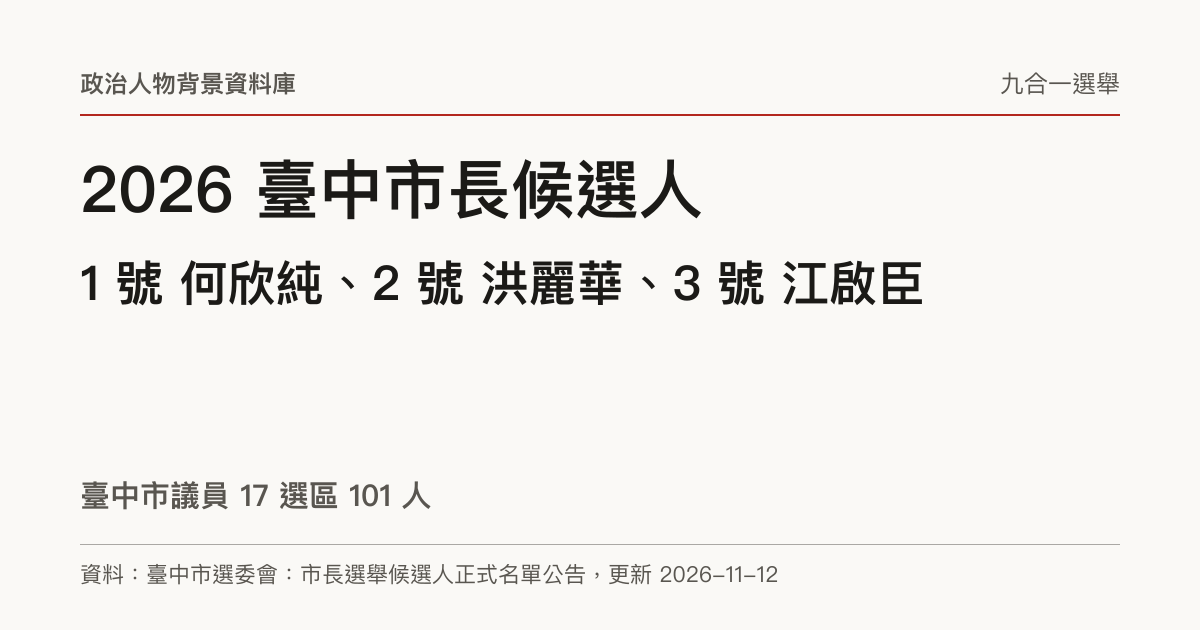 政治人物背景資料庫
九合一選舉
2026 臺中市長候選人
1 號 何欣純、2 號 洪麗華、3 號 江啟臣
臺中市議員 17 選區 101 人
資料：臺中市選委會：市長選舉候選人正式名單公告，更新 2026-11-12